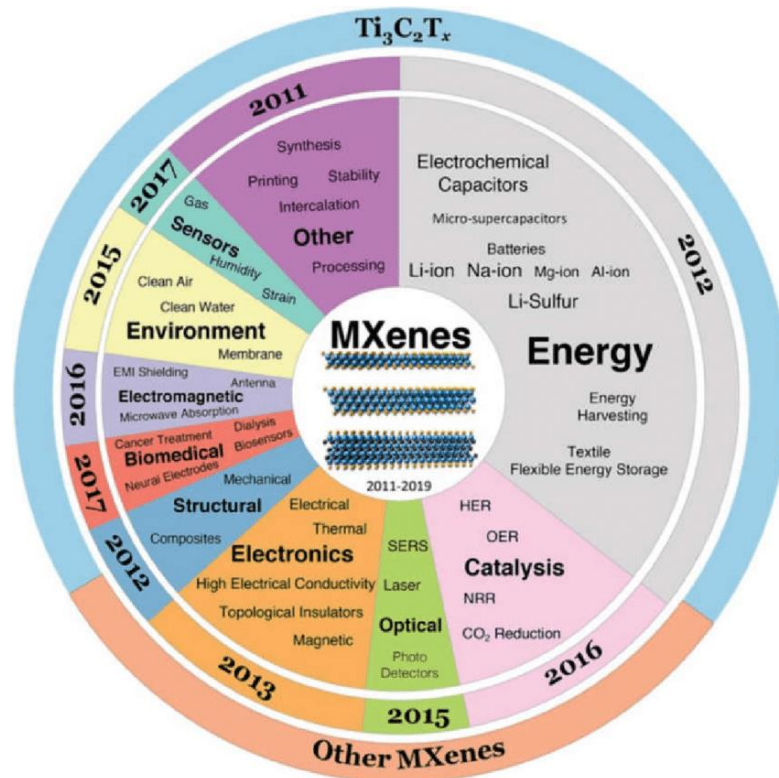 Ti₃C₂Tₓ
2011
Synthesis
Printing Stability
Intercalation
Other
Processing
2012
Electrochemical
Capacitors
Micro-supercapacitors
Batteries
Li-ion Na-ion Mg-ion Al-ion
Li-Sulfur
Energy
Energy
Harvesting
Textile
Flexible Energy Storage
2016
HER
OER
Catalysis
NRR
CO₂ Reduction
2015
SERS
Laser
Optical
Photo
Detectors
2013
Electrical
Thermal
Electronics
High Electrical Conductivity
Topological Insulators
Magnetic
2012
Mechanical
Structural
Composites
2017
Cancer Treatment Dialysis
Biomedical Biosensors
Neural Electrodes
2016
EMI Shielding
Antenna
Electromagnetic
Microwave Absorption
2015
Clean Air
Clean Water
Environment
Membrane
2017
Gas
Sensors
Humidity
Strain
MXenes
2011-2019
Other MXenes